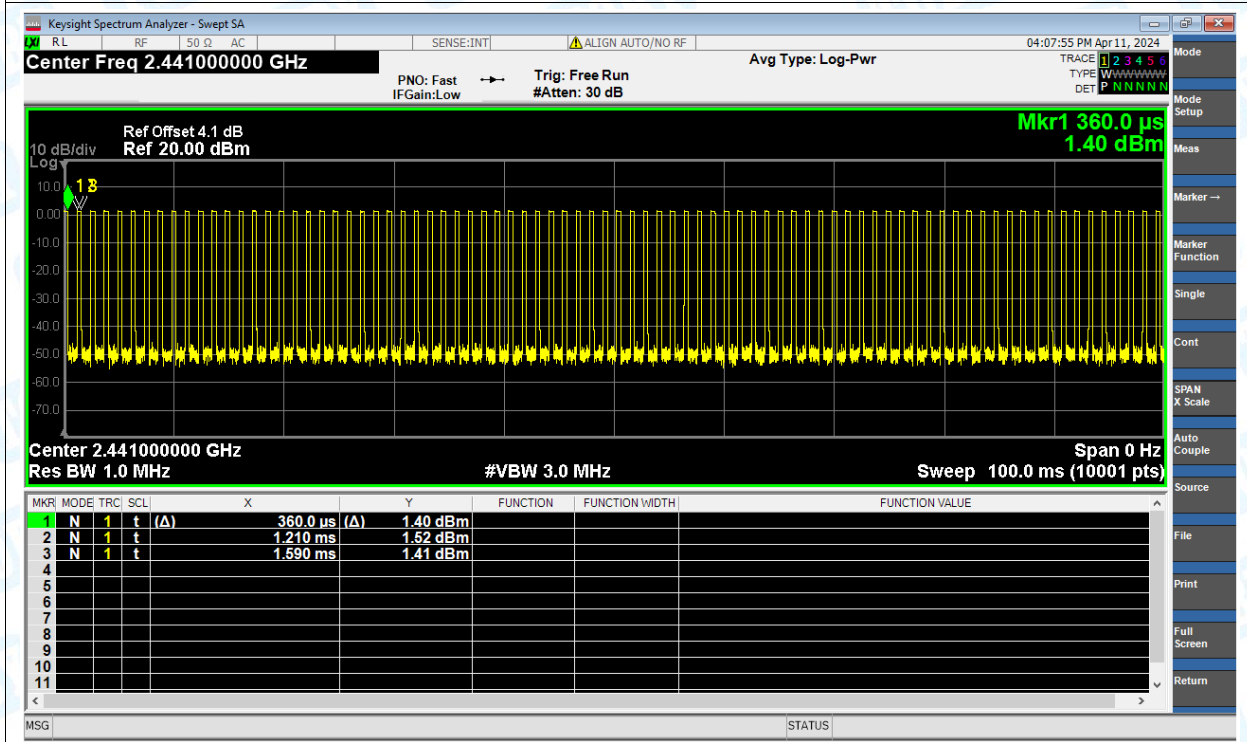 Keysight Spectrum Analyzer - Swept SA
LXI RL RF 50 Ω AC SENSE:INT ALIGN AUTO/NO RF 04:07:55 PM Apr 11, 2024
Center Freq 2.441000000 GHz
PNO: Fast
IFGain:Low
Trig: Free Run
#Atten: 30 dB
Avg Type: Log-Pwr
TRACE 1 2 3 4 5 6
TYPE WWWWWW
DET P N N N N N
Mkr1 360.0 µs
1.40 dBm
Ref Offset 4.1 dB
10 dB/div Ref 20.00 dBm
Log
10.0
0.00
-10.0
-20.0
-30.0
-40.0
-50.0
-60.0
-70.0
1
3
Center 2.441000000 GHz Span 0 Hz
Res BW 1.0 MHz #VBW 3.0 MHz Sweep 100.0 ms (10001 pts)
MKR MODE TRC SCL X Y FUNCTION FUNCTION WIDTH FUNCTION VALUE
1 N 1 t (Δ) 360.0 µs (Δ) 1.40 dBm
2 N 1 t 1.210 ms 1.52 dBm
3 N 1 t 1.590 ms 1.41 dBm
4
5
6
7
8
9
10
11
MSG STATUS
Mode
Mode
Setup
Meas
Marker →
Marker
Function
Single
Cont
SPAN
X Scale
Auto
Couple
Source
File
Print
Full
Screen
Return